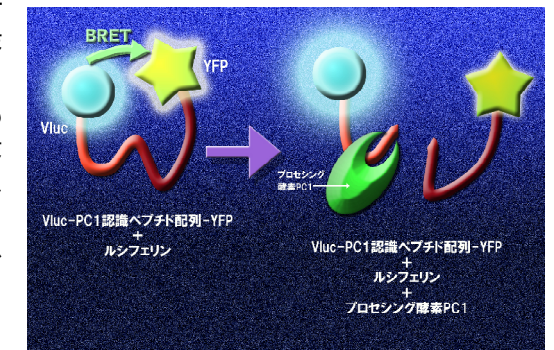 BRET
YFP
Vluc
プロセシング
酵素PC1
Vluc-PC1認識ペプチド配列-YFP
+
ルシフェリン
Vluc-PC1認識ペプチド配列-YFP
+
ルシフェリン
+
プロセシング酵素PC1